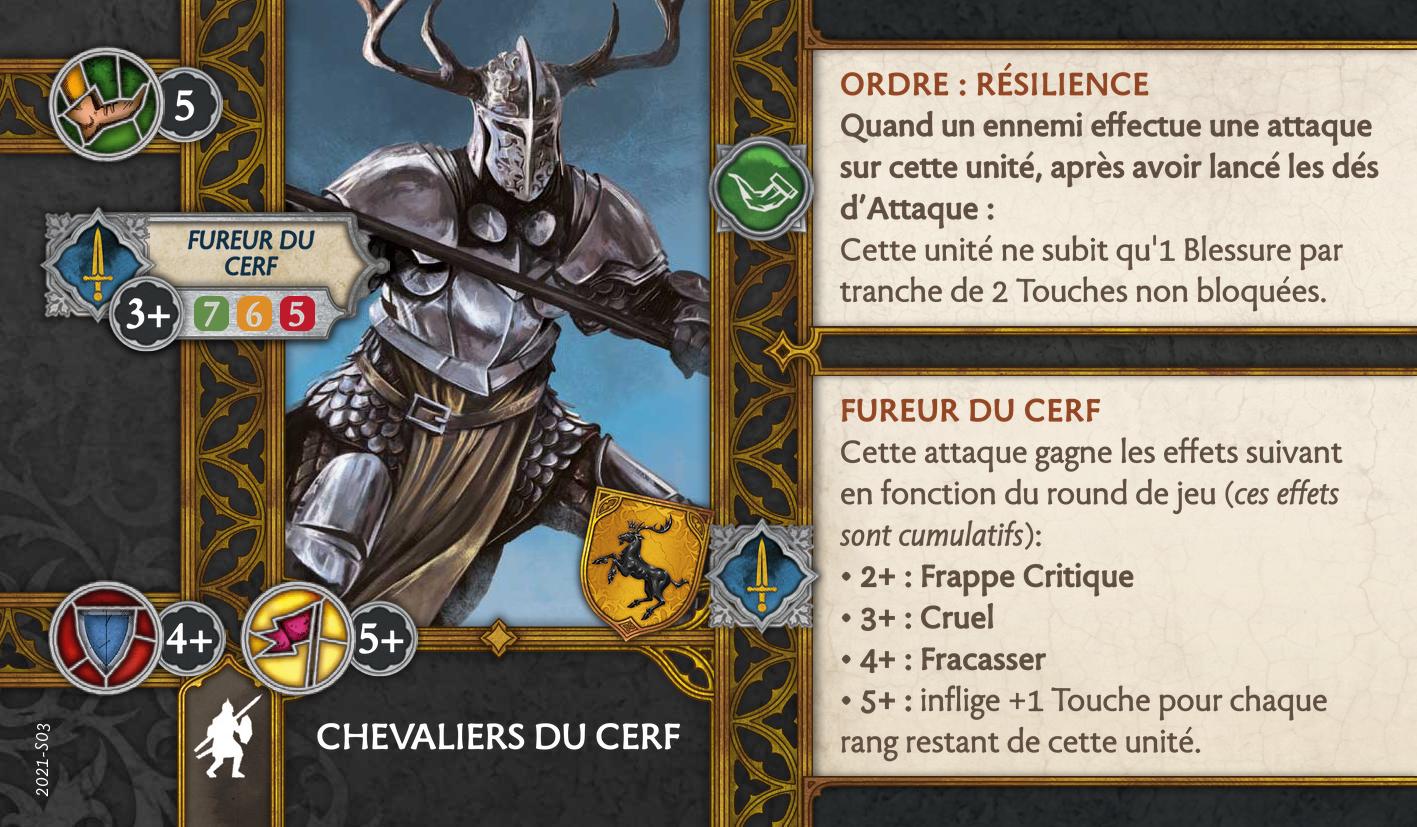 5
FUREUR DU
CERF
3+ 7 6 5
4+ 5+
CHEVALIERS DU CERF
2021-S03
ORDRE : RÉSILIENCE
Quand un ennemi effectue une attaque
sur cette unité, après avoir lancé les dés
d'Attaque :
Cette unité ne subit qu'1 Blessure par
tranche de 2 Touches non bloquées.
FUREUR DU CERF
Cette attaque gagne les effets suivant
en fonction du round de jeu (ces effets
sont cumulatifs):
• 2+ : Frappe Critique
• 3+ : Cruel
• 4+ : Fracasser
• 5+ : inflige +1 Touche pour chaque
rang restant de cette unité.